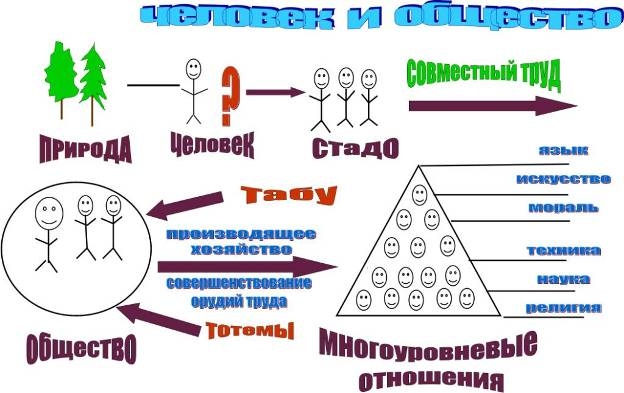 человек и общество
?
совместный труд
природа
человек
стадо
язык
искусство
мораль
техника
наука
религия
табу
производящее
хозяйство
совершенствование
орудий труда
тотемы
общество
многоуровневые
отношения